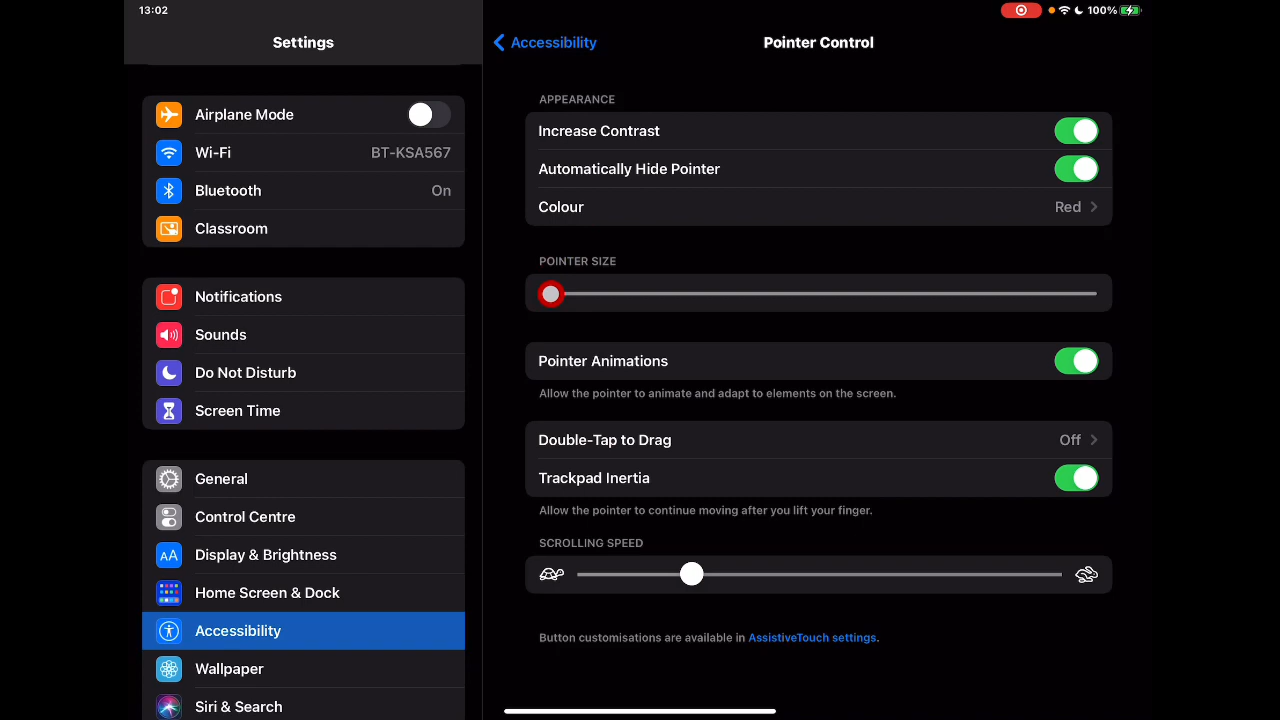 13:02
100%
Settings
Airplane Mode
Wi-Fi BT-KSA567
Bluetooth On
Classroom
Notifications
Sounds
Do Not Disturb
Screen Time
General
Control Centre
AA Display & Brightness
Home Screen & Dock
Accessibility
Wallpaper
Siri & Search
Accessibility Pointer Control
APPEARANCE
Increase Contrast
Automatically Hide Pointer
Colour Red
POINTER SIZE
Pointer Animations
Allow the pointer to animate and adapt to elements on the screen.
Double-Tap to Drag Off
Trackpad Inertia
Allow the pointer to continue moving after you lift your finger.
SCROLLING SPEED
Button customisations are available in AssistiveTouch settings.